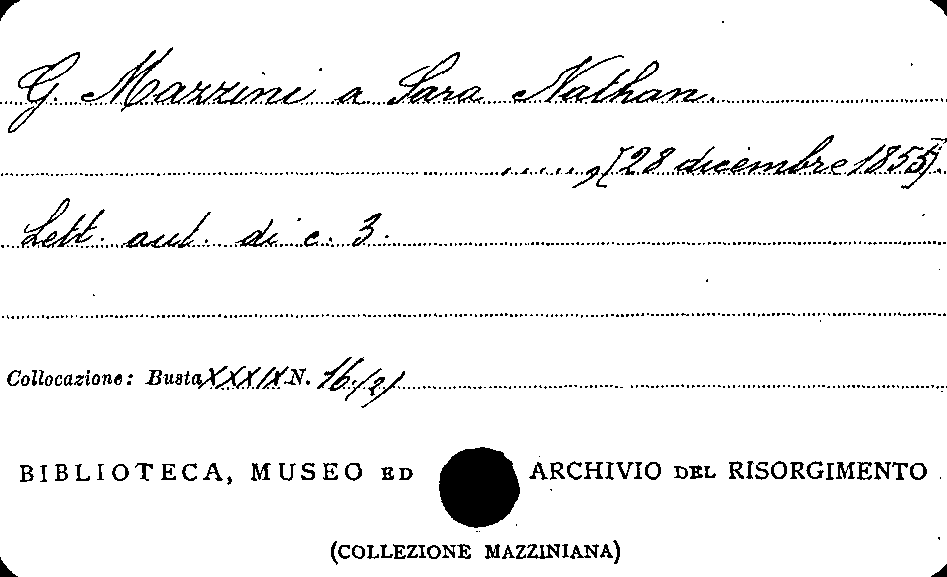 G. Mazzini a Sara Nathan.
....., [28 dicembre 1855].
Lett. aut. di c. 3.
Collocazione: Busta XXXIX N. 16/2/
BIBLIOTECA, MUSEO ED ARCHIVIO DEL RISORGIMENTO
(COLLEZIONE MAZZINIANA)